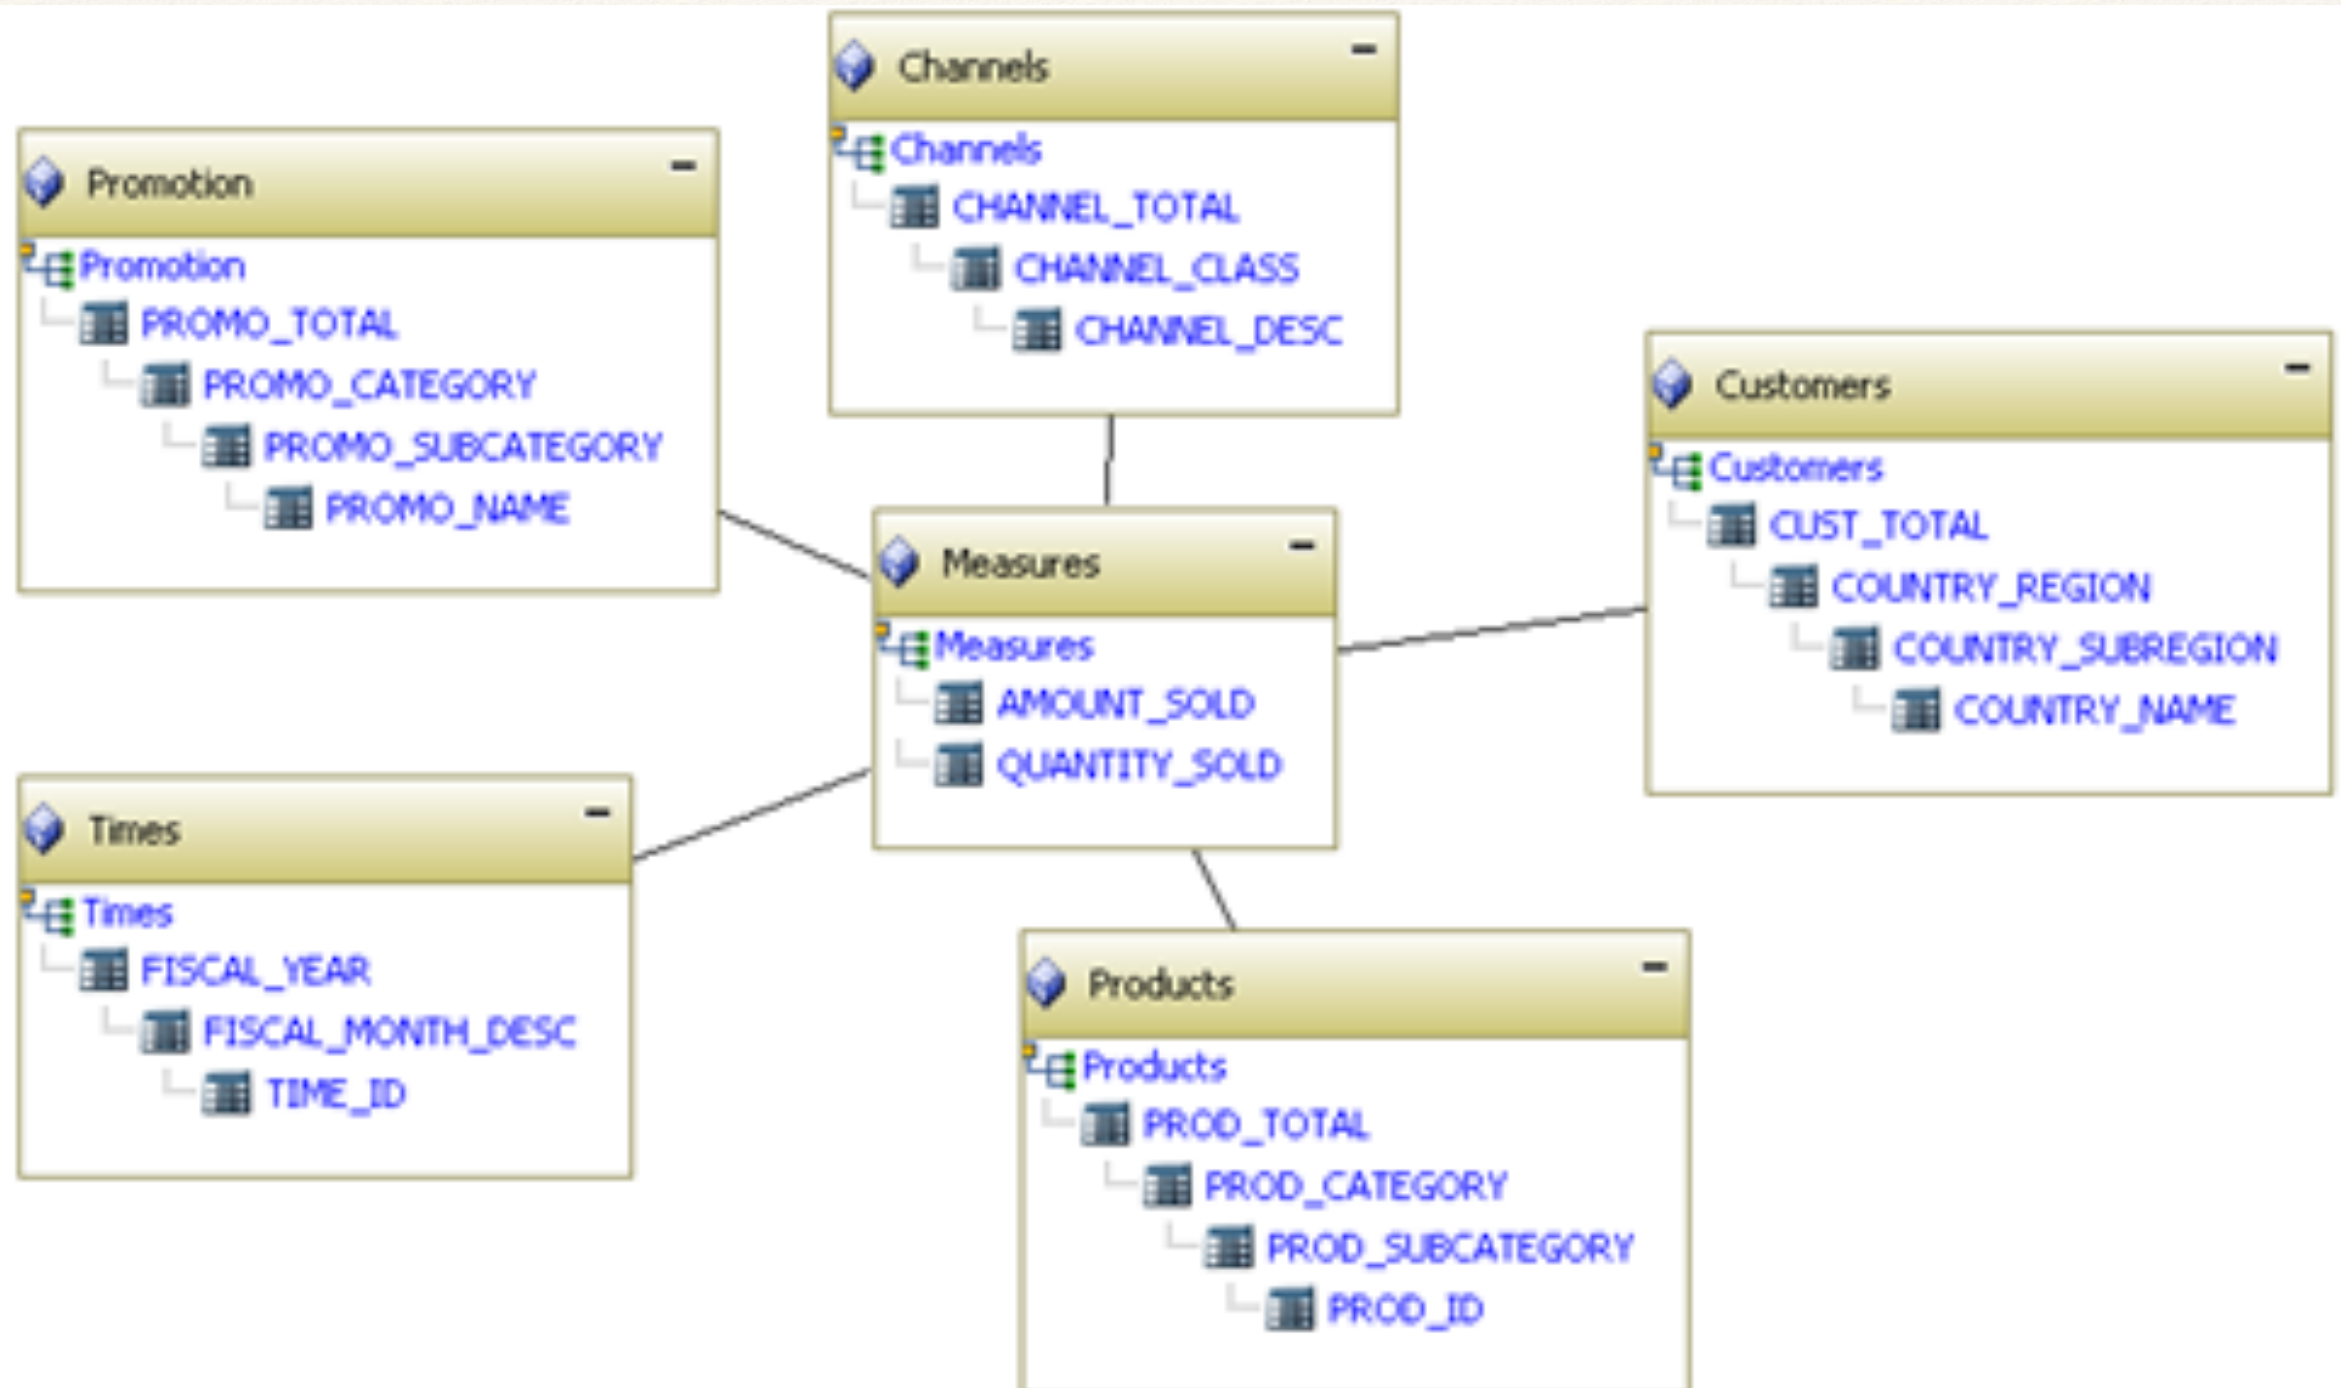 Channels
Channels
CHANNEL_TOTAL
CHANNEL_CLASS
CHANNEL_DESC
Promotion
Promotion
PROMO_TOTAL
PROMO_CATEGORY
PROMO_SUBCATEGORY
PROMO_NAME
Customers
Customers
CUST_TOTAL
COUNTRY_REGION
COUNTRY_SUBREGION
COUNTRY_NAME
Measures
Measures
AMOUNT_SOLD
QUANTITY_SOLD
Times
Times
FISCAL_YEAR
FISCAL_MONTH_DESC
TIME_ID
Products
Products
PROD_TOTAL
PROD_CATEGORY
PROD_SUBCATEGORY
PROD_ID